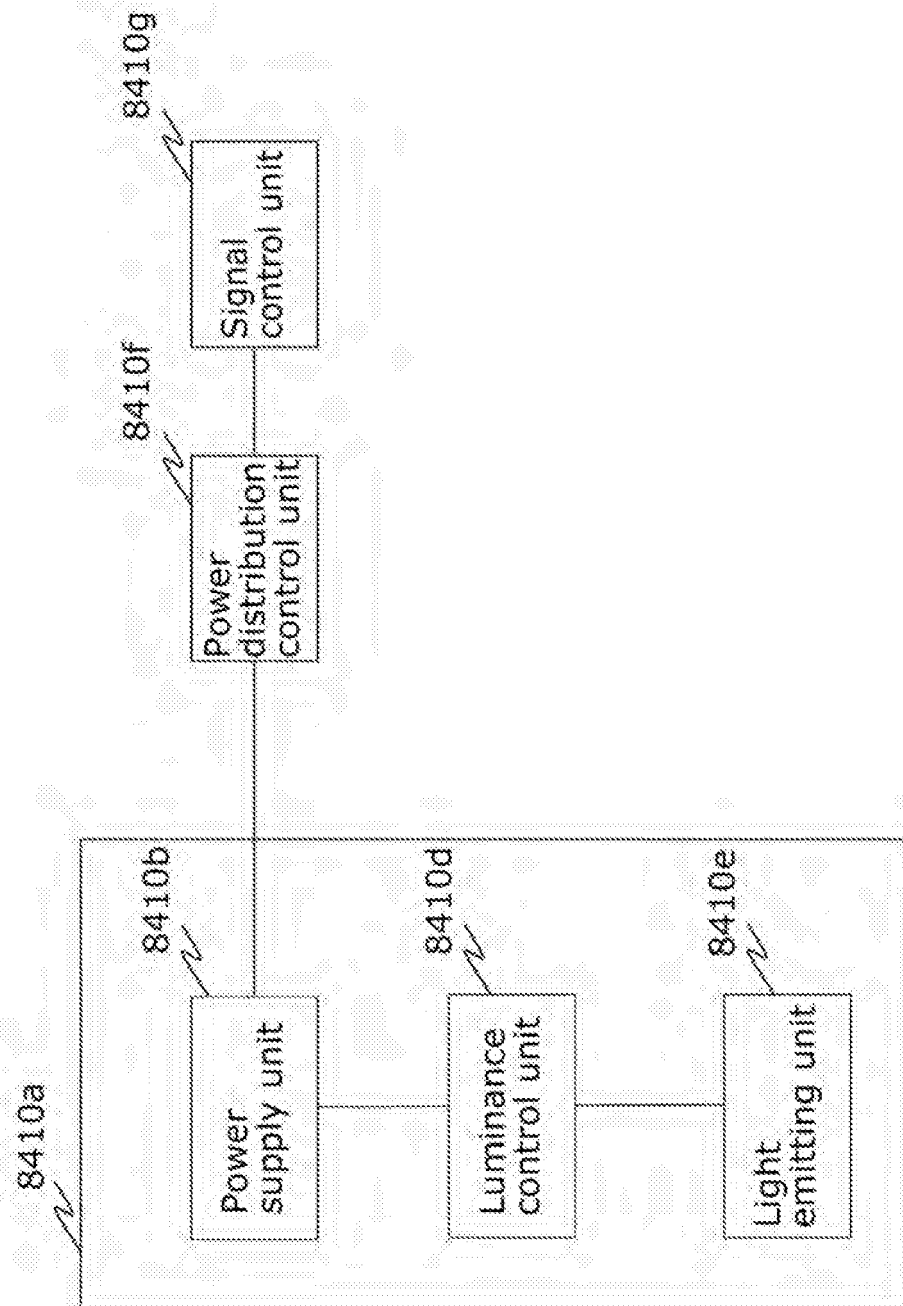 8410a
8410b
Power
supply unit
8410d
Luminance
control unit
8410e
Light
emitting unit
8410f
Power
distribution
control unit
8410g
Signal
control unit